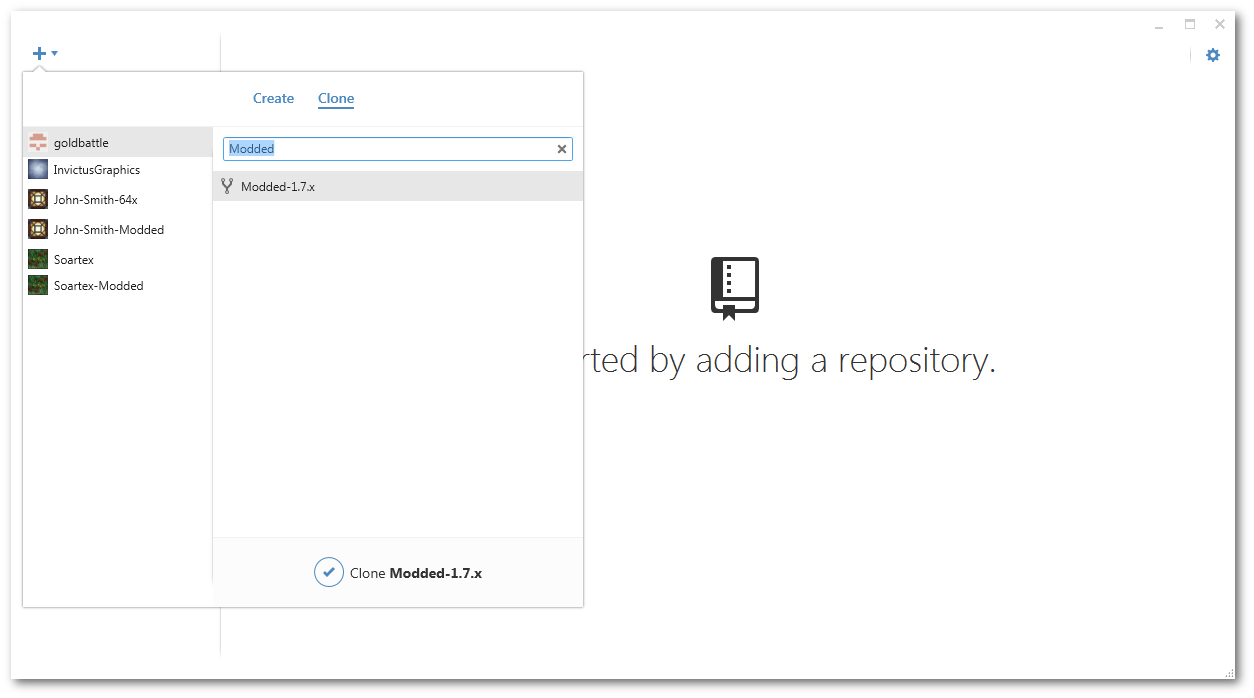 Create Clone
goldbattle
InvictusGraphics
John-Smith-64x
John-Smith-Modded
Soartex
Soartex-Modded
Modded
Modded-1.7.x
Clone Modded-1.7.x
rted by adding a repository.